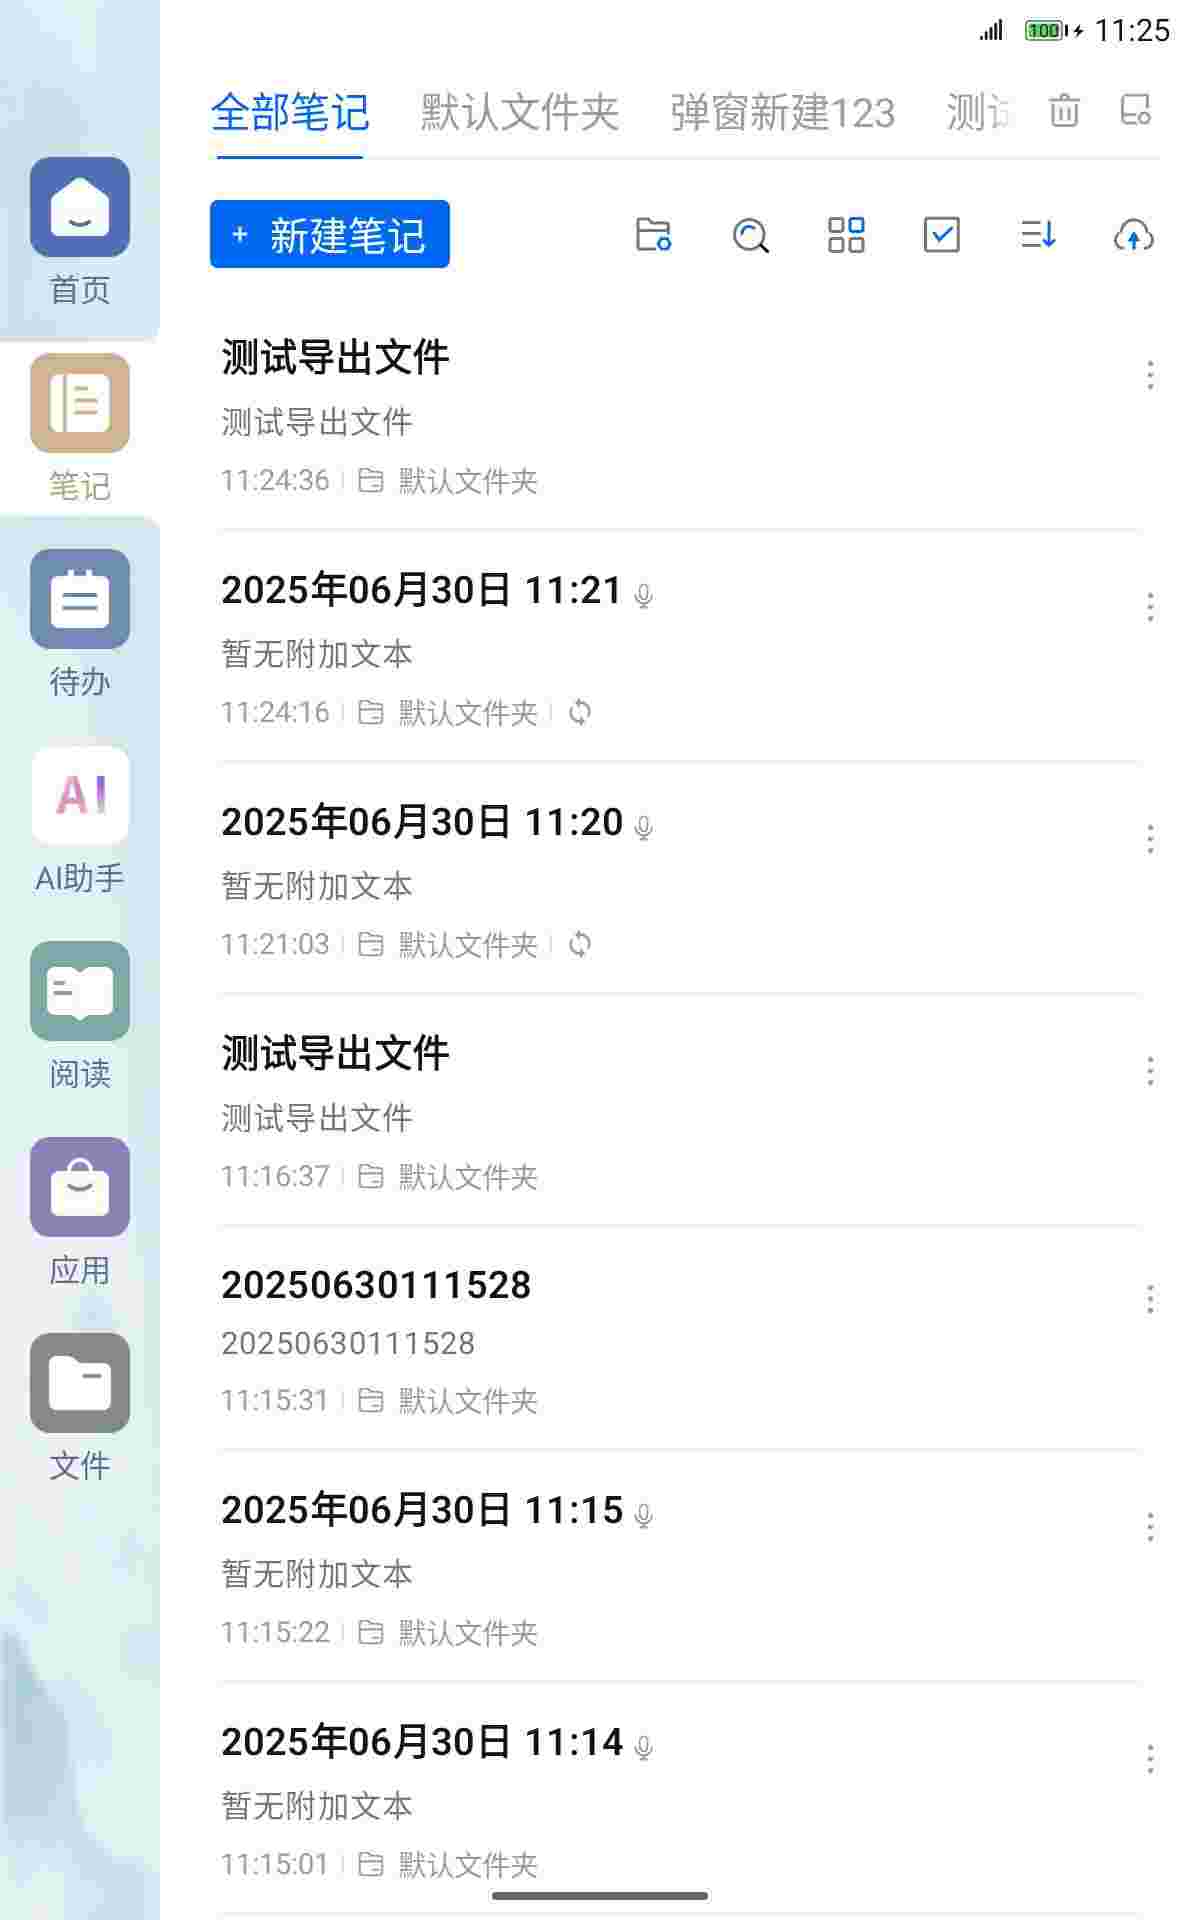 100 11:25
全部笔记 默认文件夹 弹窗新建123 测
+ 新建笔记
首页
笔记
待办
AI
AI助手
阅读
应用
文件
测试导出文件
测试导出文件
11:24:36 默认文件夹
2025年06月30日 11:21
暂无附加文本
11:24:16 默认文件夹
2025年06月30日 11:20
暂无附加文本
11:21:03 默认文件夹
测试导出文件
测试导出文件
11:16:37 默认文件夹
20250630111528
20250630111528
11:15:31 默认文件夹
2025年06月30日 11:15
暂无附加文本
11:15:22 默认文件夹
2025年06月30日 11:14
暂无附加文本
11:15:01 默认文件夹